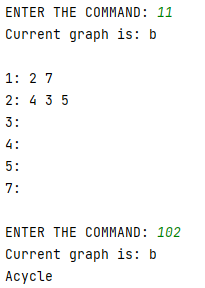 ENTER THE COMMAND: 11
Current graph is: b
1: 2 7
2: 4 3 5
3:
4:
5:
7:
ENTER THE COMMAND: 102
Current graph is: b
Acycle